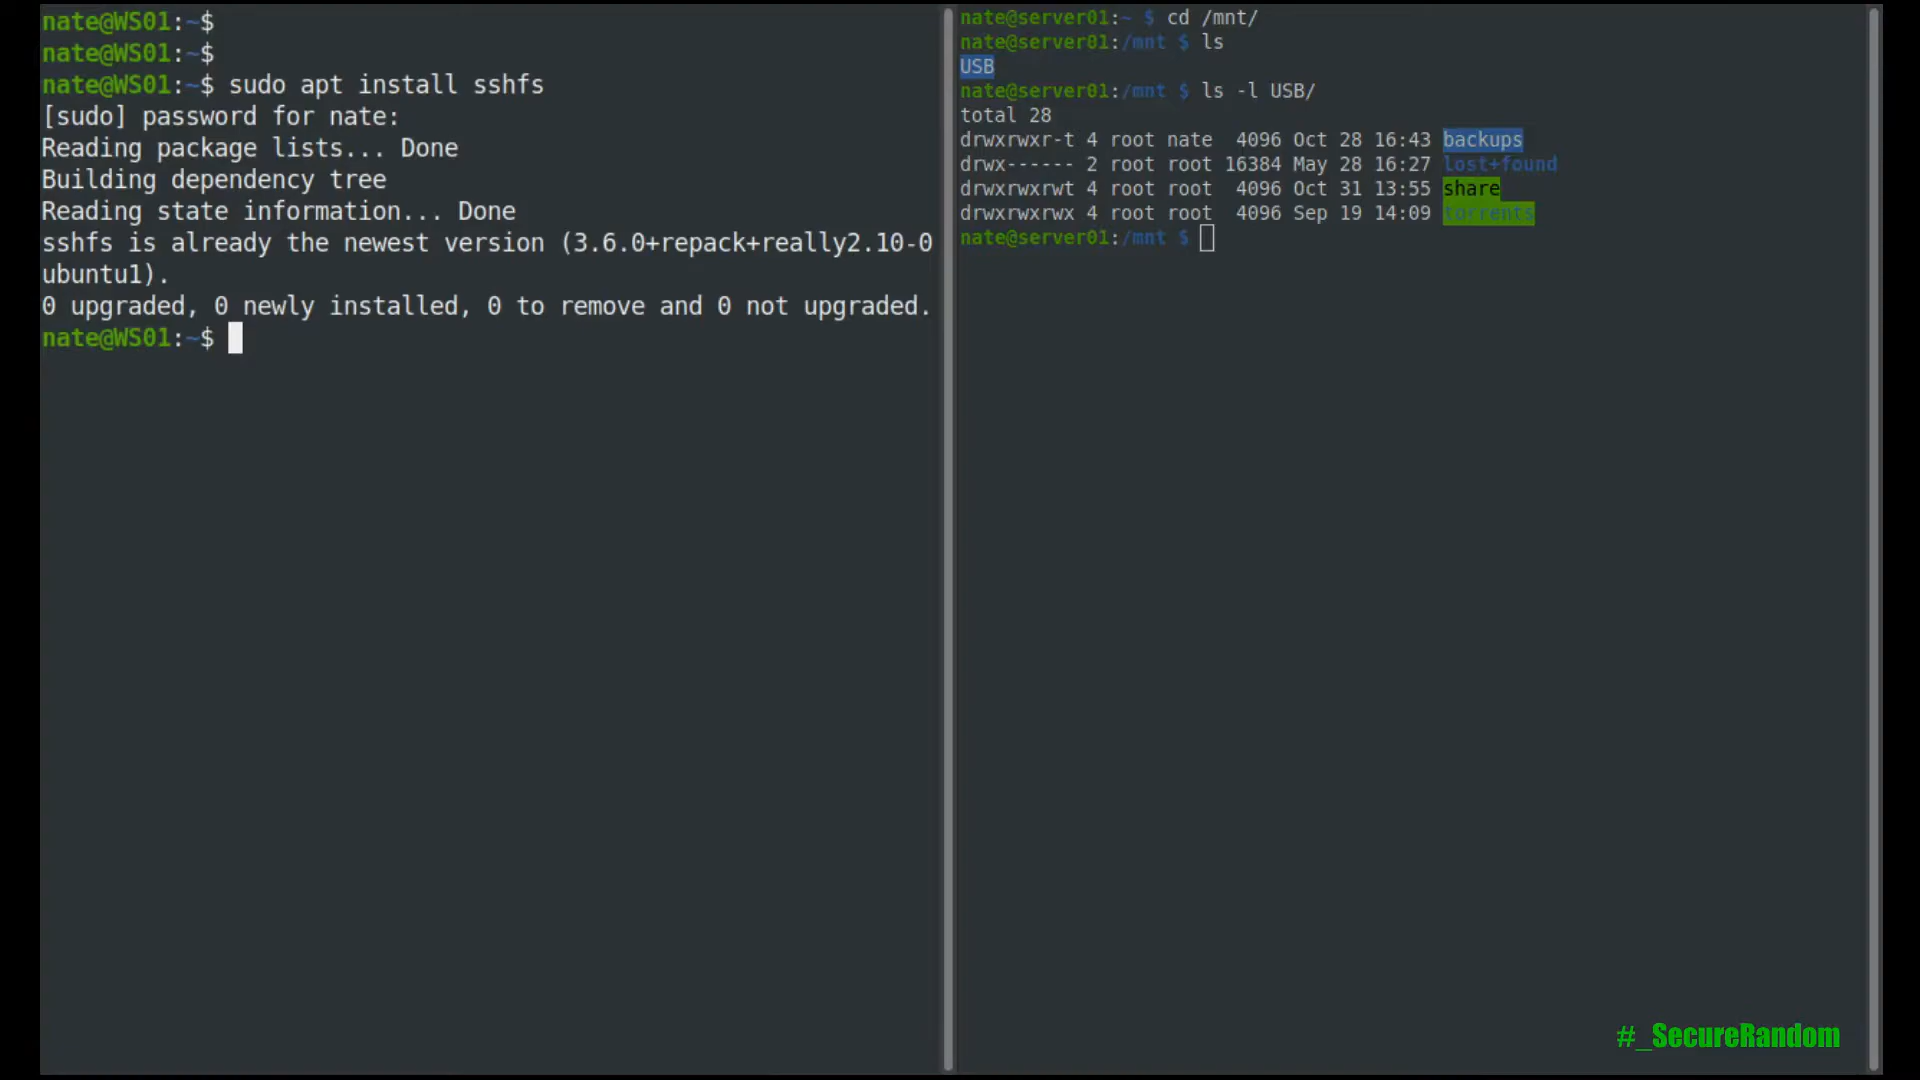 nate@WS01:~$
nate@WS01:~$
nate@WS01:~$ sudo apt install sshfs
[sudo] password for nate:
Reading package lists... Done
Building dependency tree
Reading state information... Done
sshfs is already the newest version (3.6.0+repack+really2.10-0
ubuntu1).
0 upgraded, 0 newly installed, 0 to remove and 0 not upgraded.
nate@WS01:~$
nate@server01:~ $ cd /mnt/
nate@server01:/mnt $ ls
USB
nate@server01:/mnt $ ls -l USB/
total 28
drwxrwxr-t 4 root nate  4096 Oct 28 16:43 backups
drwx------ 2 root root 16384 May 28 16:27 lost+found
drwxrwxrwt 4 root root  4096 Oct 31 13:55 share
drwxrwxrwx 4 root root  4096 Sep 19 14:09 torrents
nate@server01:/mnt $
#_SecureRandom